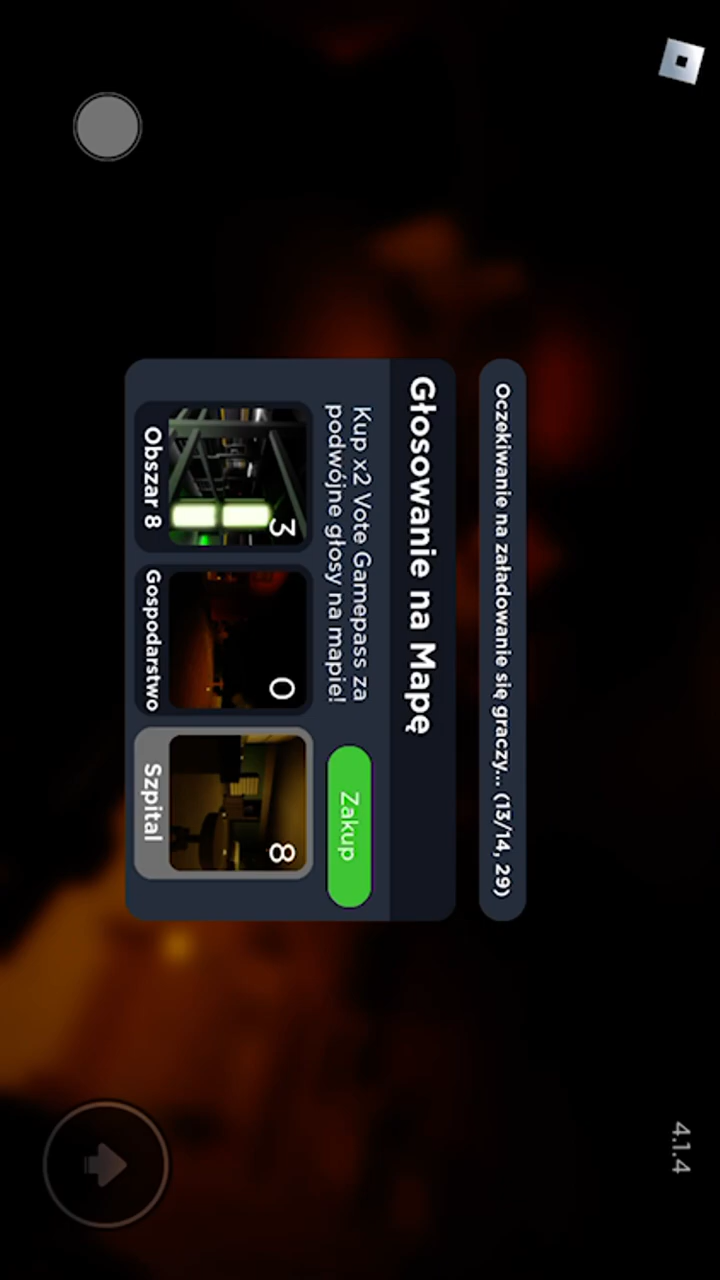 4.1.4
Oczekiwanie na załadowanie się graczy... (13/14, 29)
Głosowanie na Mapę
Kup x2 Vote Gamepass za
podwójne głosy na mapie!
Zakup
3
0
8
Obszar 8
Gospodarstwo
Szpital